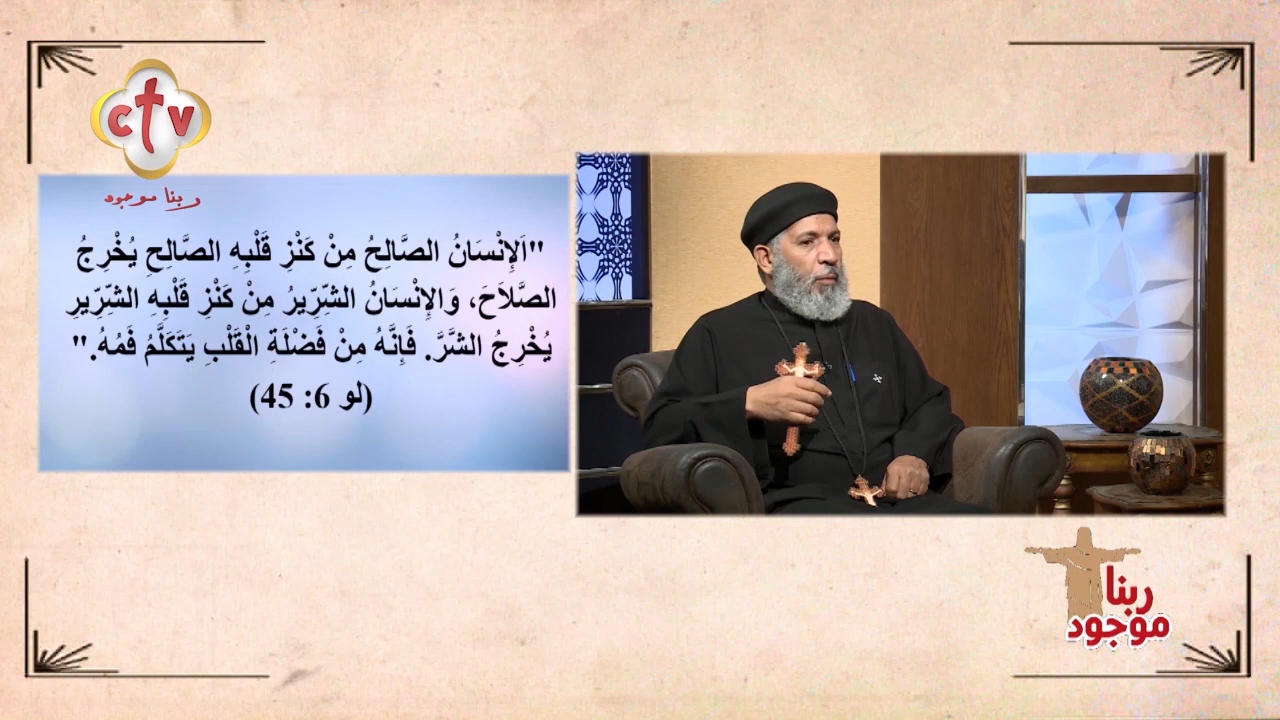 ctv
ربنا موجود
"اَلإِنْسَانُ الصَّالِحُ مِنْ كَنْزِ قَلْبِهِ الصَّالِحِ يُخْرِجُ
الصَّلاَحَ، وَالإِنْسَانُ الشِّرِّيرُ مِنْ كَنْزِ قَلْبِهِ الشِّرِّيرِ
يُخْرِجُ الشَّرَّ. فَإِنَّهُ مِنْ فَضْلَةِ الْقَلْبِ يَتَكَلَّمُ فَمُهُ."
(لو 6: 45)
ربنا
موجود